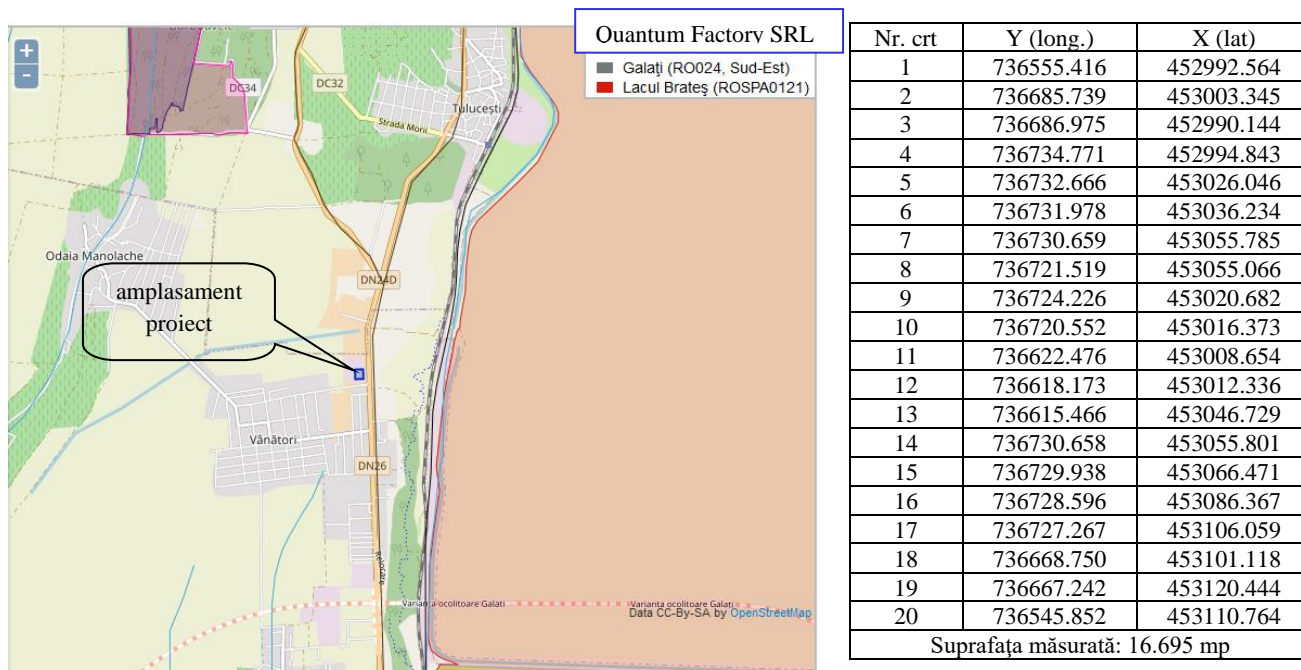 Quantum Factory SRL
+
-
Galaţi (RO024, Sud-Est)
Lacul Brateş (ROSPA0121)
DC34
DC32
Tulucești
Strada Morii
Odaia Manolache
DN24D
amplasament
proiect
Vânători
DN26
Relocare
Varianta ocolitoare Galați
Varianta ocolitoare Galați
Data CC-By-SA by OpenStreetMap
Nr. crt Y (long.) X (lat)
1 736555.416 452992.564
2 736685.739 453003.345
3 736686.975 452990.144
4 736734.771 452994.843
5 736732.666 453026.046
6 736731.978 453036.234
7 736730.659 453055.785
8 736721.519 453055.066
9 736724.226 453020.682
10 736720.552 453016.373
11 736622.476 453008.654
12 736618.173 453012.336
13 736615.466 453046.729
14 736730.658 453055.801
15 736729.938 453066.471
16 736728.596 453086.367
17 736727.267 453106.059
18 736668.750 453101.118
19 736667.242 453120.444
20 736545.852 453110.764
Suprafaţa măsurată: 16.695 mp